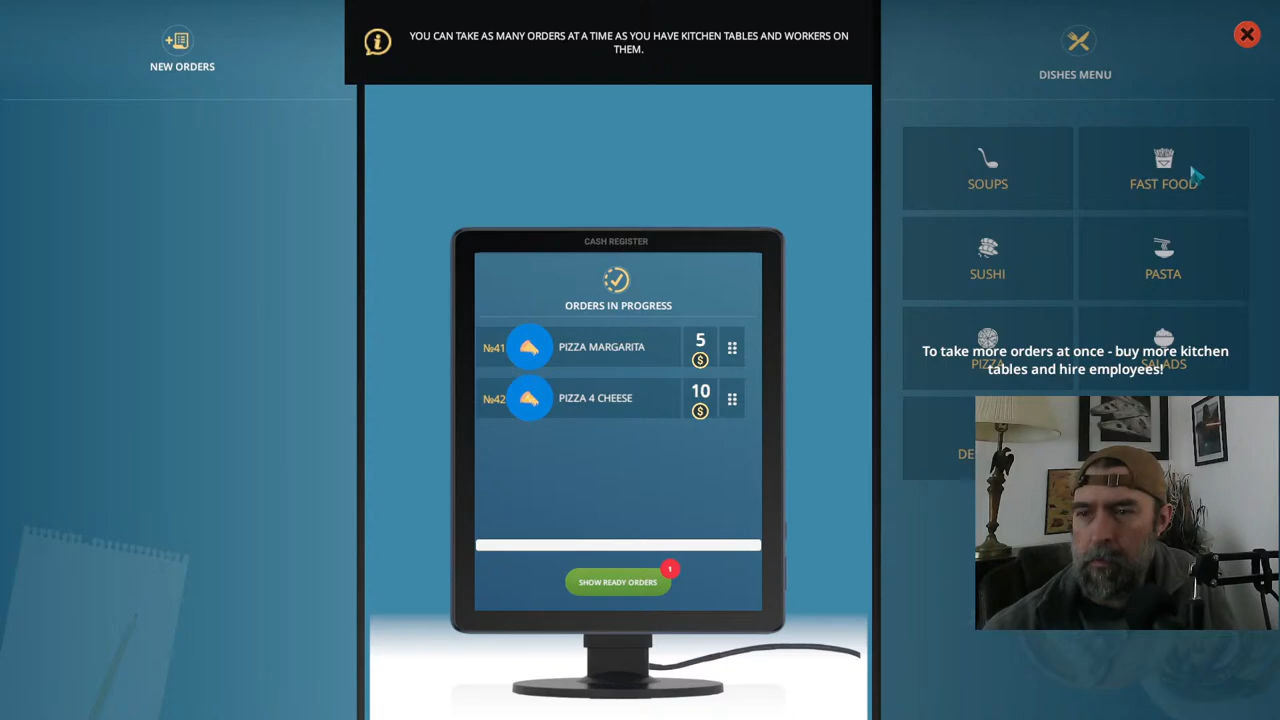 NEW ORDERS
YOU CAN TAKE AS MANY ORDERS AT A TIME AS YOU HAVE KITCHEN TABLES AND WORKERS ON
THEM.
DISHES MENU
SOUPS
FAST FOOD
SUSHI
PASTA
PIZZA
SALADS
To take more orders at once - buy more kitchen
tables and hire employees!
DE
CASH REGISTER
ORDERS IN PROGRESS
№41 PIZZA MARGARITA 5 $
№42 PIZZA 4 CHEESE 10 $
SHOW READY ORDERS 1